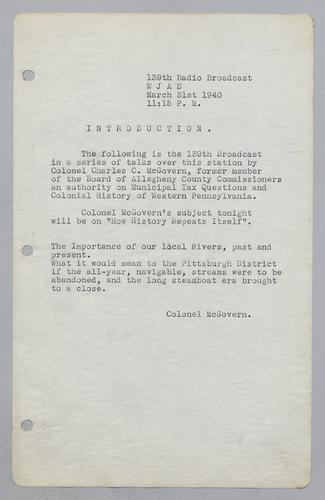 139th Radio Broadcast
W J A S
March 31st 1940
11:15 P. M.
I N T R O D U C T I O N .
The following is the 139th Broadcast
in a series of talks over this station by
Colonel Charles C. McGovern, former member
of the Board of Allegheny County Commissioners
an authority on Municipal Tax Questions and
Colonial History of Western Pennsylvania.
Colonel McGovern's subject tonight
will be on "How History Repeats Itself".
The Importance of our local Rivers, past and
present.
What it would mean to the Pittsburgh District
if the all-year, navigable, streams were to be
abandoned, and the long steamboat era brought
to a close.
Colonel McGovern.